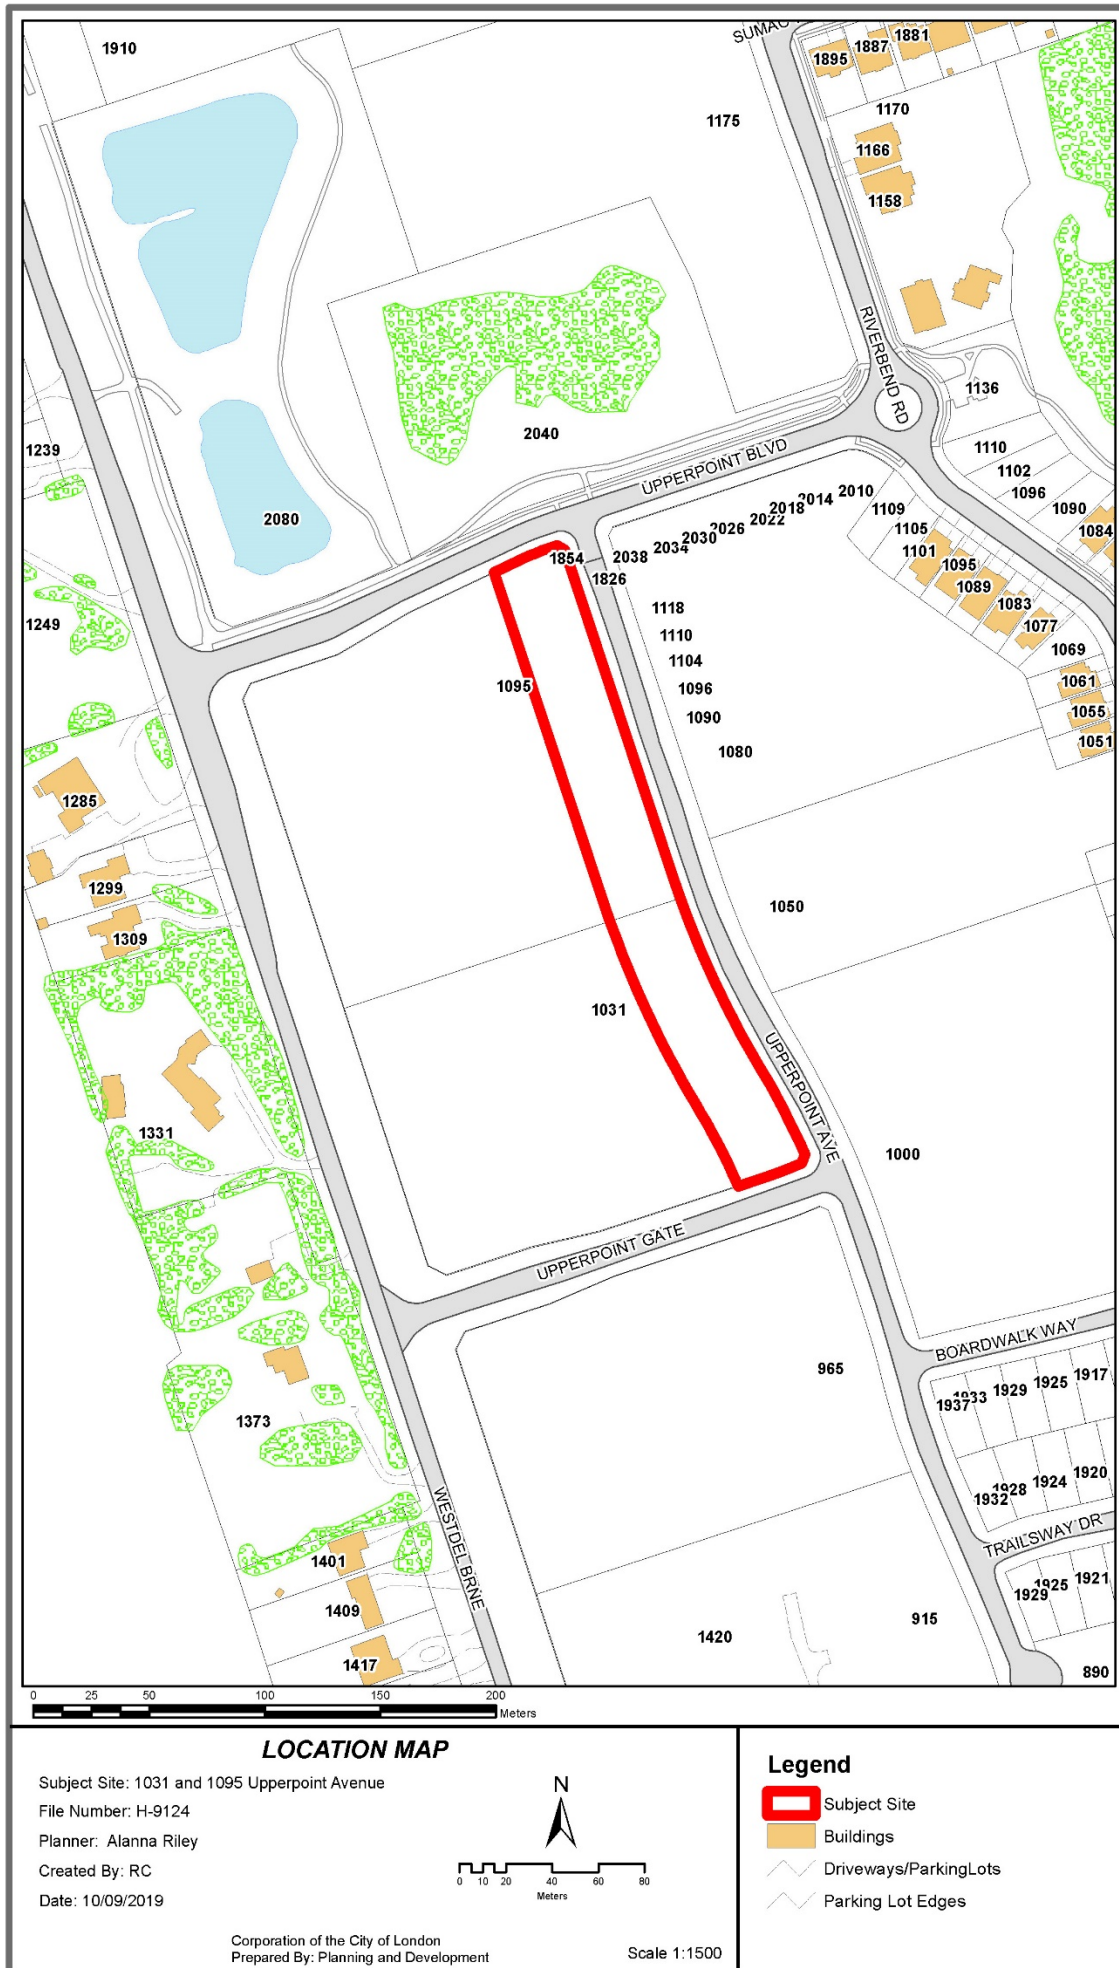 SUMAC
1910
1881
1887
1895
1175
1170
1166
1158
RIVERBEND RD
1136
2040
1239
1110
1102
1096
1090
1084
UPPERPOINT BLVD
2010
2014
2018
2022
2026
2030
2034
2038
1109
1105
1101
1095
1089
1083
1077
1069
1061
1055
1051
2080
1854
1826
1249
1118
1110
1104
1096
1090
1080
1095
1285
1299
1309
1050
1031
UPPERPOINT AVE
1331
1000
UPPERPOINT GATE
BOARDWALK WAY
965
1917
1925
1929
1933
1937
1373
1920
1924
1928
1932
WESTDEL BRNE
TRAILSWAY DR
1401
1409
1417
1921
1925
1929
1420
915
890
0 25 50 100 150 200
Meters
LOCATION MAP
Subject Site: 1031 and 1095 Upperpoint Avenue
File Number: H-9124
Planner: Alanna Riley
Created By: RC
Date: 10/09/2019
N
0 10 20 40 60 80
Meters
Corporation of the City of London
Prepared By: Planning and Development
Scale 1:1500
Legend
Subject Site
Buildings
Driveways/ParkingLots
Parking Lot Edges